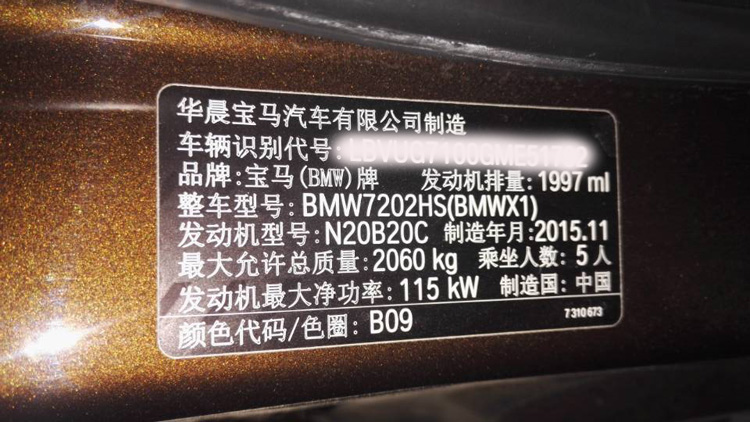 华晨宝马汽车有限公司制造
车辆识别代号:
品牌:宝马(BMW)牌 发动机排量:1997 ml
整车型号:BMW7202HS(BMWX1)
发动机型号:N20B20C 制造年月:2015.11
最大允许总质量:2060 kg 乘坐人数:5人
发动机最大净功率:115 kW 制造国:中国
颜色代码/色圈:B09 7310673